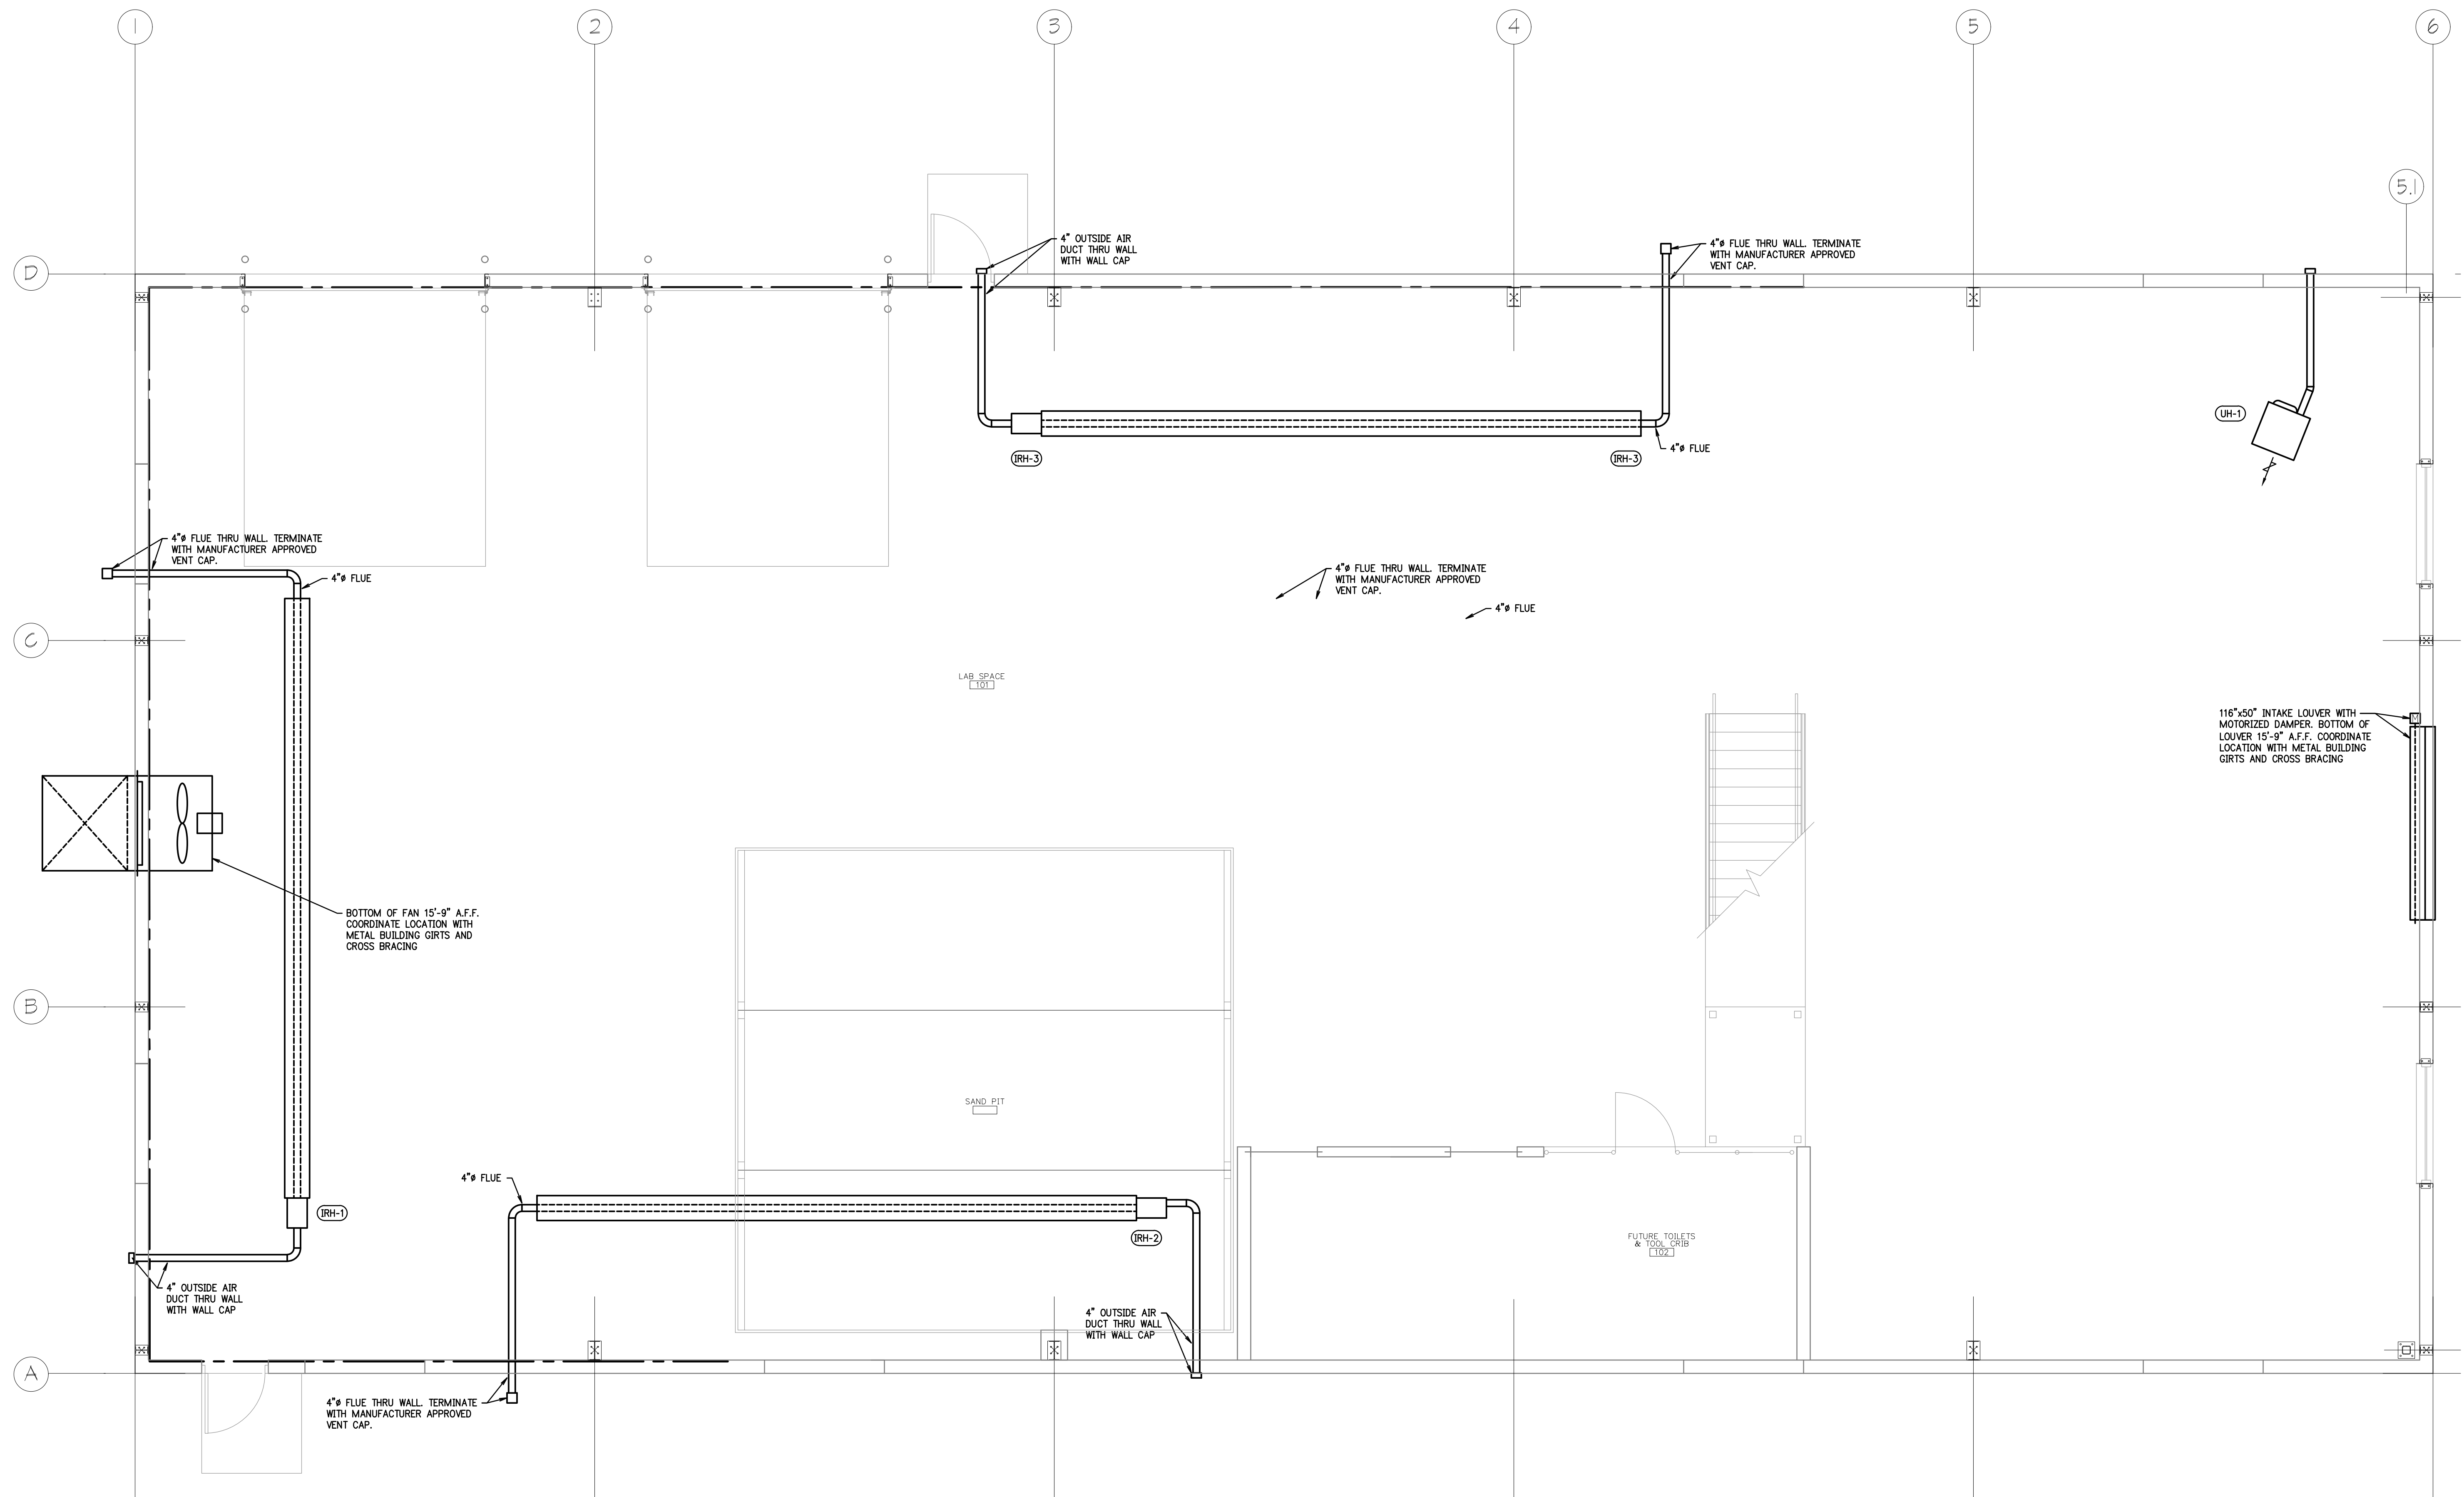 1
2
3
4
5
6
5.1
D
4" OUTSIDE AIR
DUCT THRU WALL
WITH WALL CAP
4"ø FLUE THRU WALL. TERMINATE
WITH MANUFACTURER APPROVED
VENT CAP.
UH-1
IRH-3
IRH-3
4"ø FLUE
4"ø FLUE THRU WALL. TERMINATE
WITH MANUFACTURER APPROVED
VENT CAP.
4"ø FLUE
4"ø FLUE THRU WALL. TERMINATE
WITH MANUFACTURER APPROVED
VENT CAP.
4"ø FLUE
C
LAB SPACE
101
116"x50" INTAKE LOUVER WITH
MOTORIZED DAMPER. BOTTOM OF
LOUVER 15'-9" A.F.F. COORDINATE
LOCATION WITH METAL BUILDING
GIRTS AND CROSS BRACING
M
BOTTOM OF FAN 15'-9" A.F.F.
COORDINATE LOCATION WITH
METAL BUILDING GIRTS AND
CROSS BRACING
B
SAND PIT
4"ø FLUE
IRH-1
IRH-2
FUTURE TOILETS
& TOOL CRIB
102
4" OUTSIDE AIR
DUCT THRU WALL
WITH WALL CAP
4" OUTSIDE AIR
DUCT THRU WALL
WITH WALL CAP
A
4"ø FLUE THRU WALL. TERMINATE
WITH MANUFACTURER APPROVED
VENT CAP.